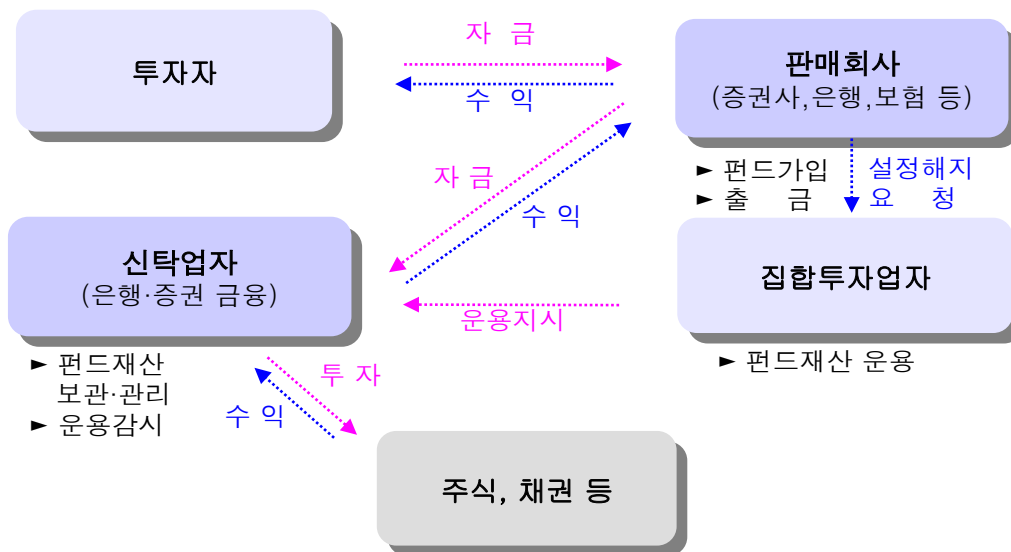 투자자
자 금
수 익
판매회사
(증권사,은행,보험 등)
► 펀드가입
► 출 금
설정해지
요 청
자 금
수 익
신탁업자
(은행·증권 금융)
집합투자업자
운용지시
► 펀드재산
보관·관리
► 운용감시
► 펀드재산 운용
투 자
수 익
주식, 채권 등